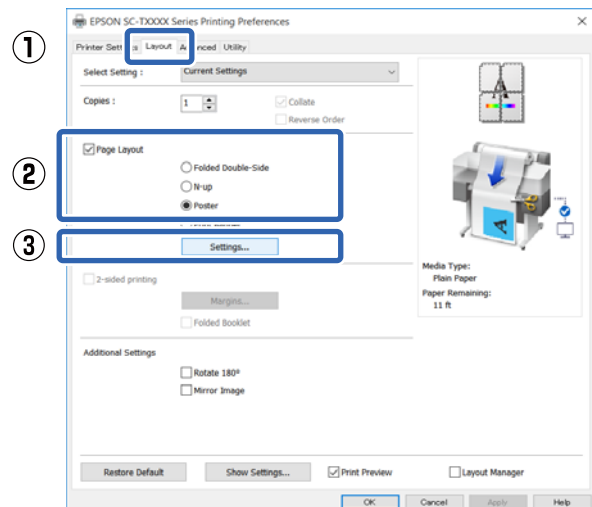 EPSON SC-TXXXX Series Printing Preferences
①
Layout
Utility
Select Setting : Current Settings
Copies : 1 Collate
Reverse Order
②
Page Layout
Folded Double-Side
N-up
Poster
③
Settings...
2-sided printing
Margins...
Folded Booklet
Media Type:
Plain Paper
Paper Remaining:
11 ft
Additional Settings
Rotate 180°
Mirror Image
Restore Default Show Settings... Print Preview Layout Manager
OK Cancel Apply Help